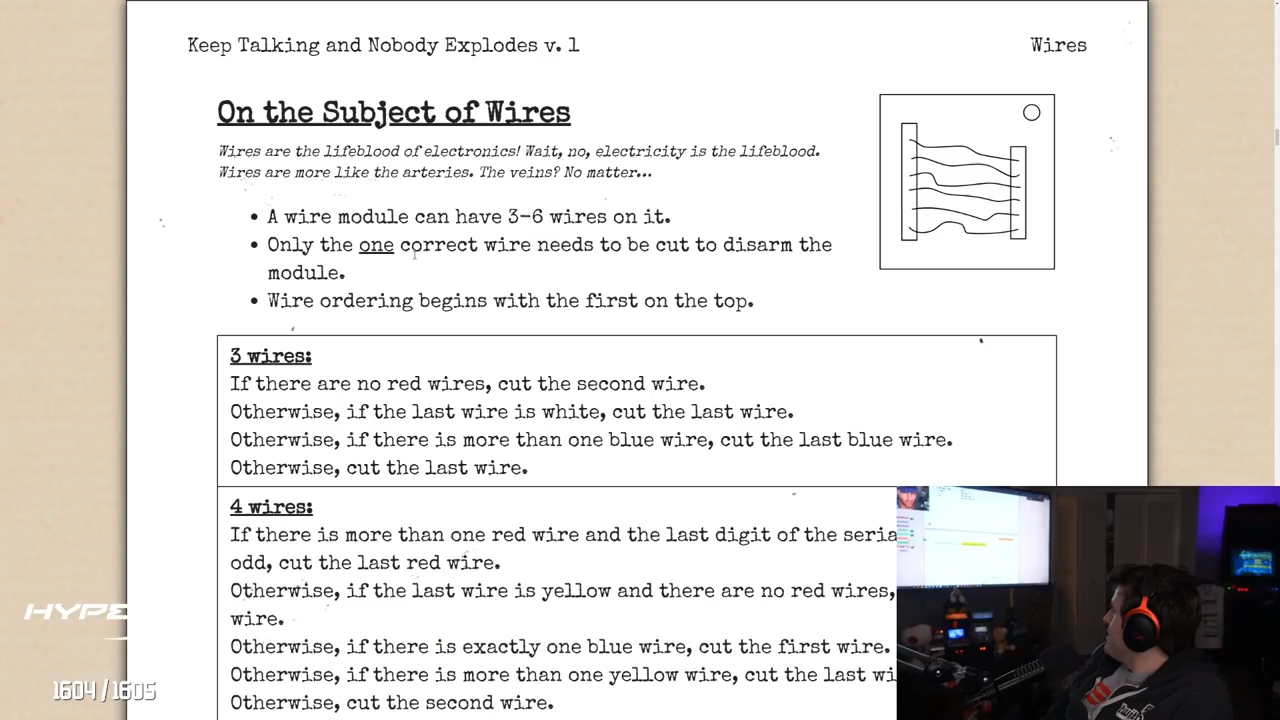 Keep Talking and Nobody Explodes v. 1
Wires
On the Subject of Wires
Wires are the lifeblood of electronics! Wait, no, electricity is the lifeblood.
Wires are more like the arteries. The veins? No matter…
• A wire module can have 3-6 wires on it.
• Only the one correct wire needs to be cut to disarm the
module.
• Wire ordering begins with the first on the top.
3 wires:
If there are no red wires, cut the second wire.
Otherwise, if the last wire is white, cut the last wire.
Otherwise, if there is more than one blue wire, cut the last blue wire.
Otherwise, cut the last wire.
4 wires:
If there is more than one red wire and the last digit of the seria
odd, cut the last red wire.
Otherwise, if the last wire is yellow and there are no red wires,
wire.
Otherwise, if there is exactly one blue wire, cut the first wire.
Otherwise, if there is more than one yellow wire, cut the last wi
Otherwise, cut the second wire.
HYPE
1604/1605